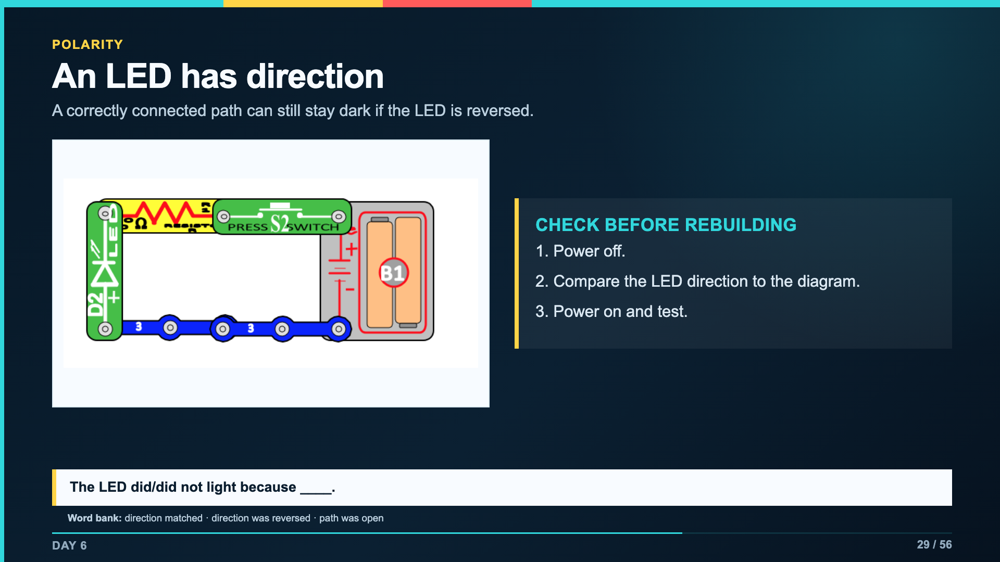 POLARITY
An LED has direction
A correctly connected path can still stay dark if the LED is reversed.
LED
D2
+
Ω
RESISTOR
PRESS S2 SWITCH
+
-
B1
3
3
CHECK BEFORE REBUILDING
1. Power off.
2. Compare the LED direction to the diagram.
3. Power on and test.
The LED did/did not light because ____.
Word bank: direction matched · direction was reversed · path was open
DAY 6
29 / 56